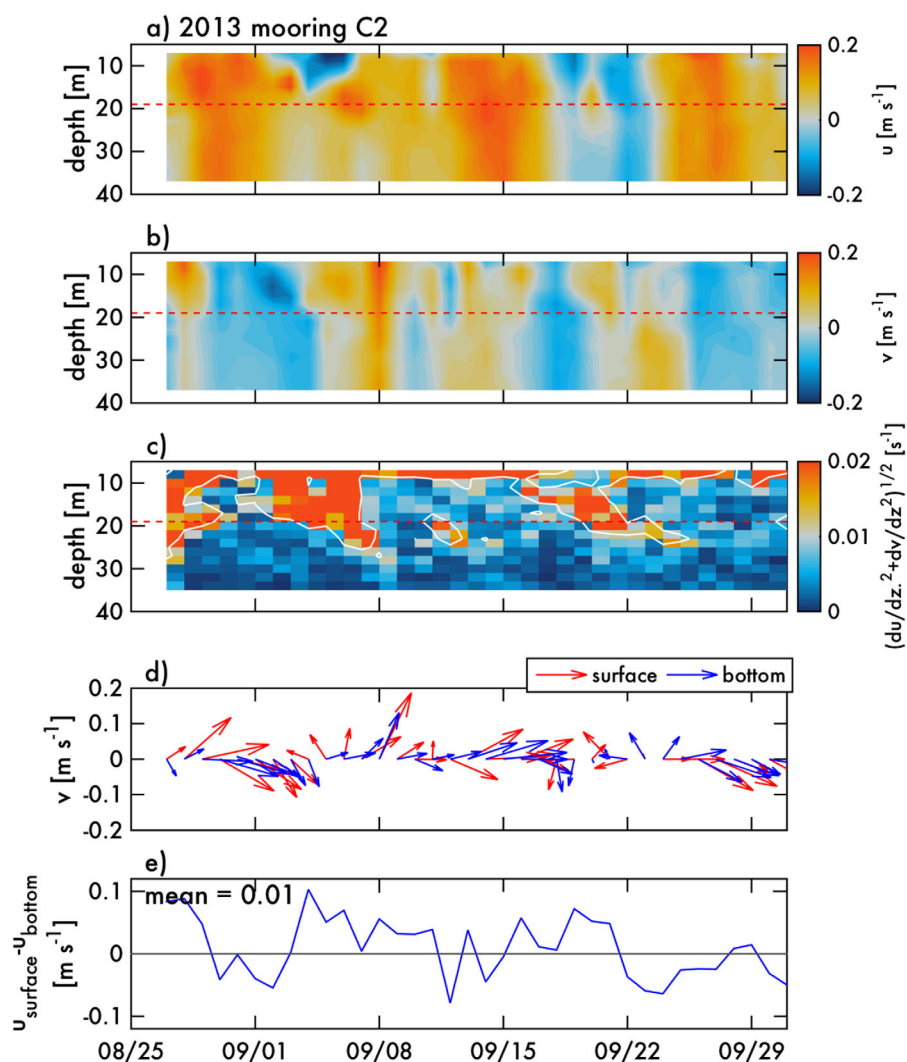 a) 2013 mooring C2
depth [m]
10
20
30
40
0.2
0
-0.2
u [m s⁻¹]
b)
depth [m]
10
20
30
40
0.2
0
-0.2
v [m s⁻¹]
c)
depth [m]
10
20
30
40
0.02
0.01
0
(du/dz.²+dv/dz²)¹/² [s⁻¹]
d)
surface
bottom
v [m s⁻¹]
0.2
0.1
0
-0.1
-0.2
e)
mean = 0.01
u surface -u bottom
[m s⁻¹]
0.1
0
-0.1
08/25
09/01
09/08
09/15
09/22
09/29